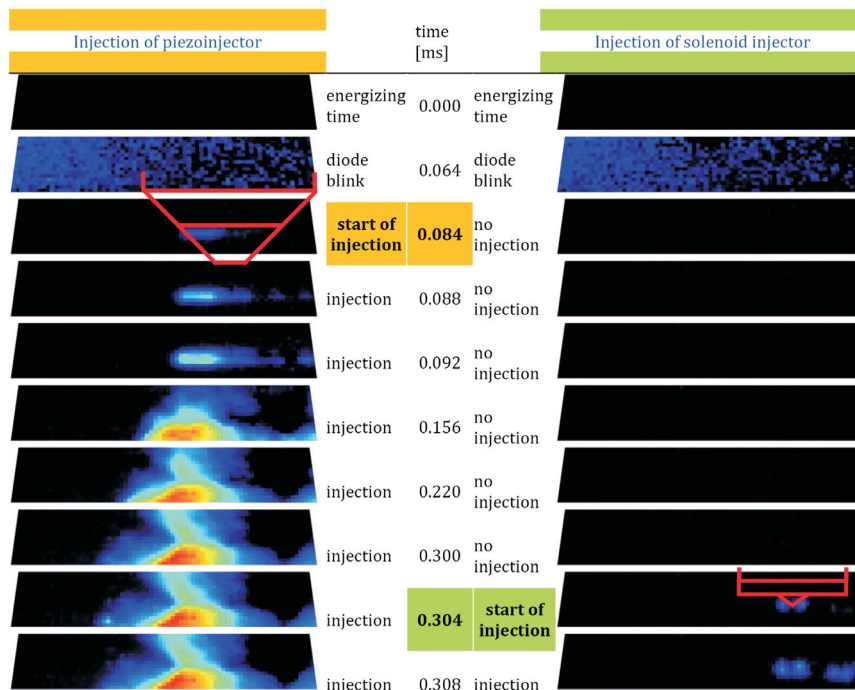 Injection of piezoinjector
time
[ms]
Injection of solenoid injector
energizing
time
0.000
energizing
time
diode
blink
0.064
diode
blink
start of
injection
0.084
no
injection
injection
0.088
no
injection
injection
0.092
no
injection
injection
0.156
no
injection
injection
0.220
no
injection
injection
0.300
no
injection
injection
0.304
start of
injection
injection
0.308
injection